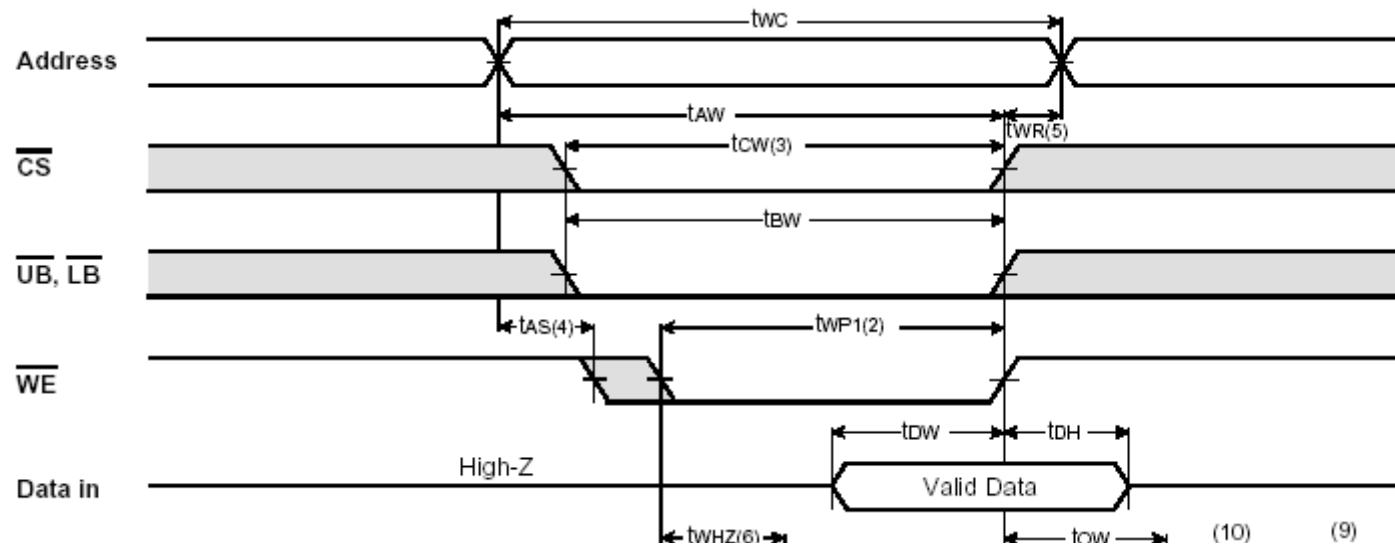 tWC
Address
tAW
tWR(5)
CS
tCW(3)
tBW
UB, LB
tAS(4)
tWP1(2)
WE
tDW
tDH
High-Z
Data in
Valid Data
tWHZ(6)
tOW
(10)
(9)